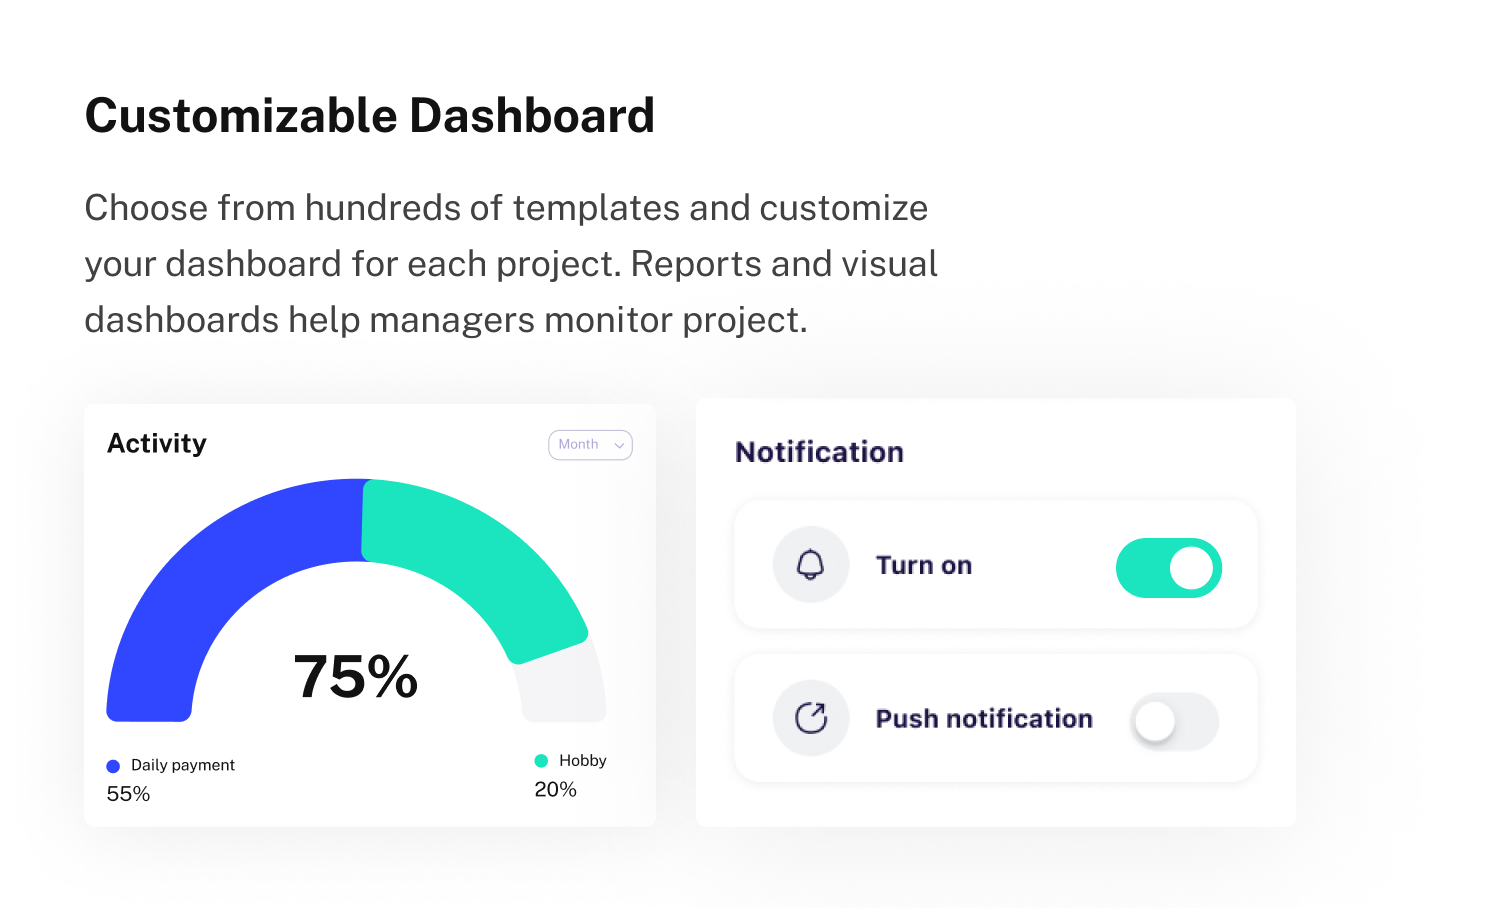 Customizable Dashboard
Choose from hundreds of templates and customize
your dashboard for each project. Reports and visual
dashboards help managers monitor project.
Activity
Month
75%
Daily payment
55%
Hobby
20%
Notification
Turn on
Push notification